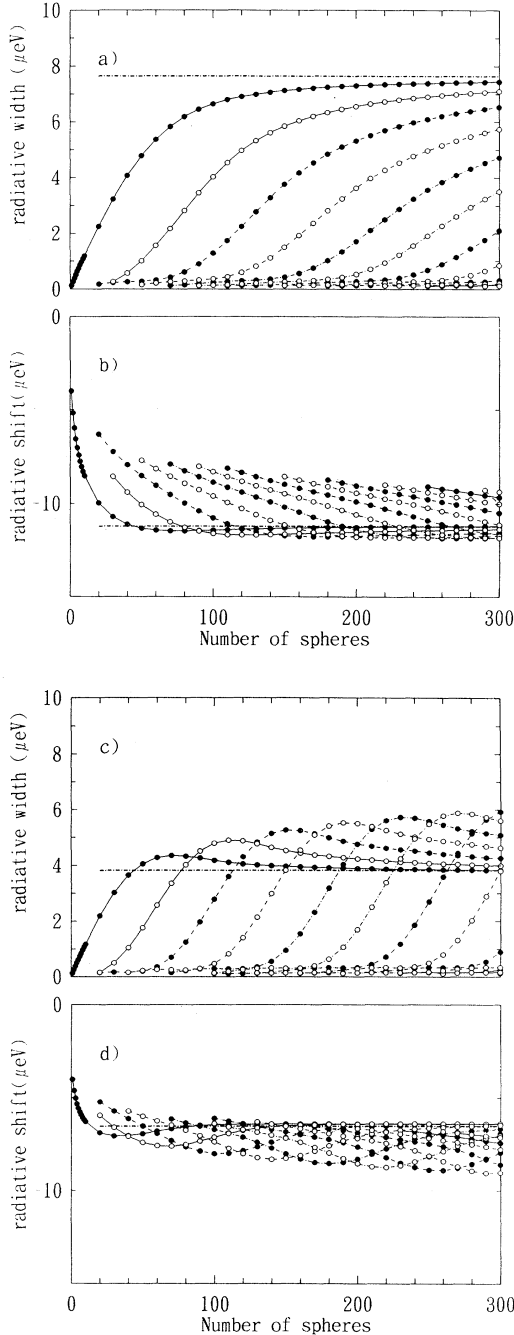 10
8
6
4
2
0
radiative width (μeV)
a)
0
-10
radiative shift(μeV)
b)
0 100 200 300
Number of spheres
10
8
6
4
2
0
radiative width (μeV)
c)
0
-10
radiative shift(μeV)
d)
0 100 200 300
Number of spheres